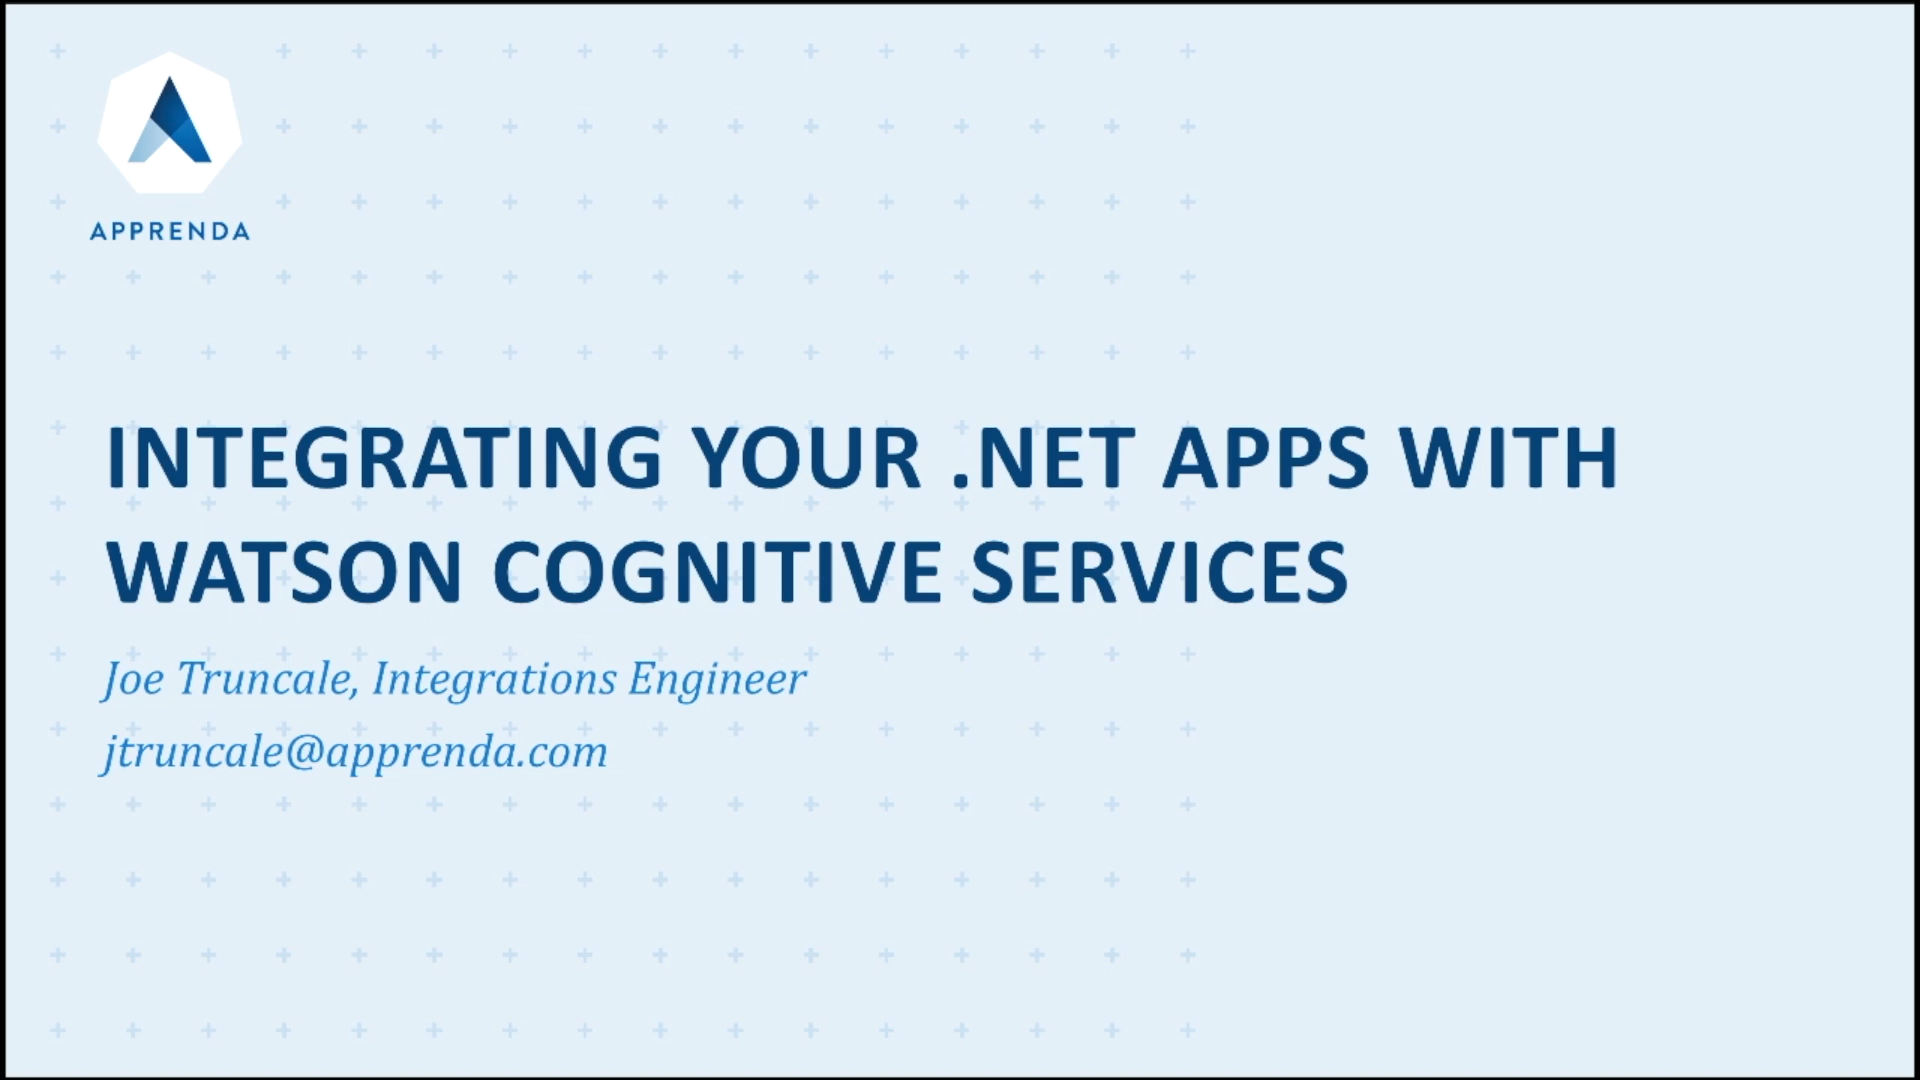 APPRENDA
INTEGRATING YOUR .NET APPS WITH
WATSON COGNITIVE SERVICES
Joe Truncale, Integrations Engineer
jtruncale@apprenda.com